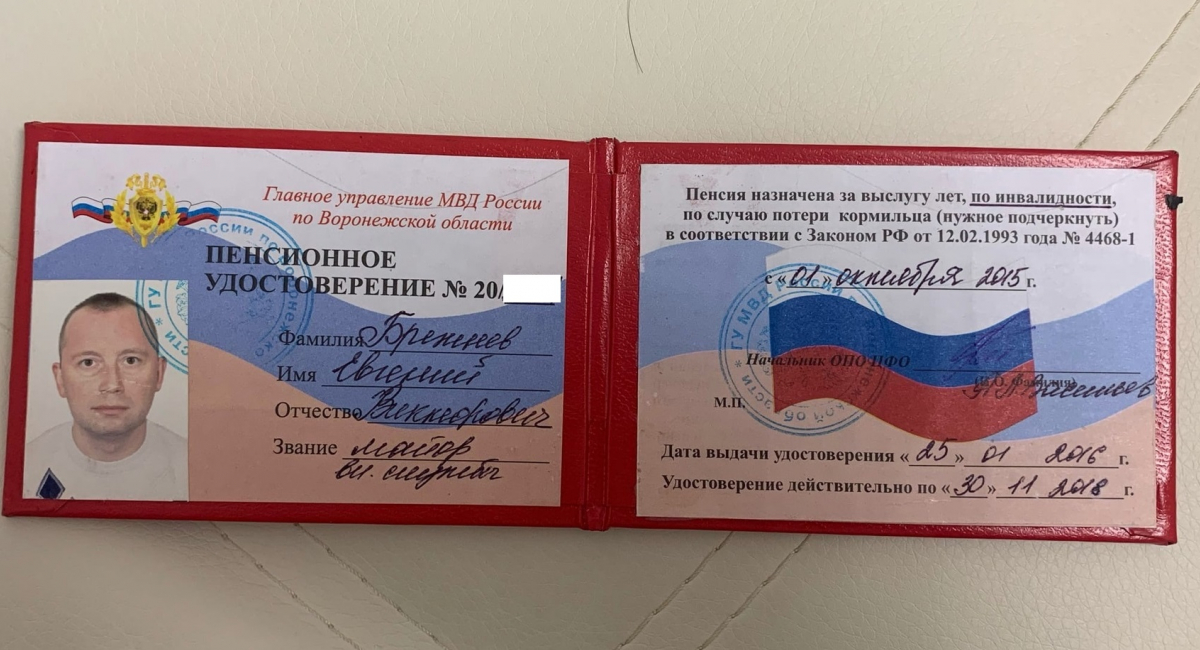 Главное управление МВД России
по Воронежской области
ПЕНСИОННОЕ
УДОСТОВЕРЕНИЕ № 20/
Фамилия
Имя Евгений
Отчество Викторович
Звание майор
вн. службы
Пенсия назначена за выслугу лет, по инвалидности,
по случаю потери кормильца (нужное подчеркнуть)
в соответствии с Законом РФ от 12.02.1993 года № 4468-1
с «01» октября 2015 г.
Начальник ОПО ЦФО
М.П.
Дата выдачи удостоверения «25» 01 2016 г.
Удостоверение действительно по «30» 11 2018 г.